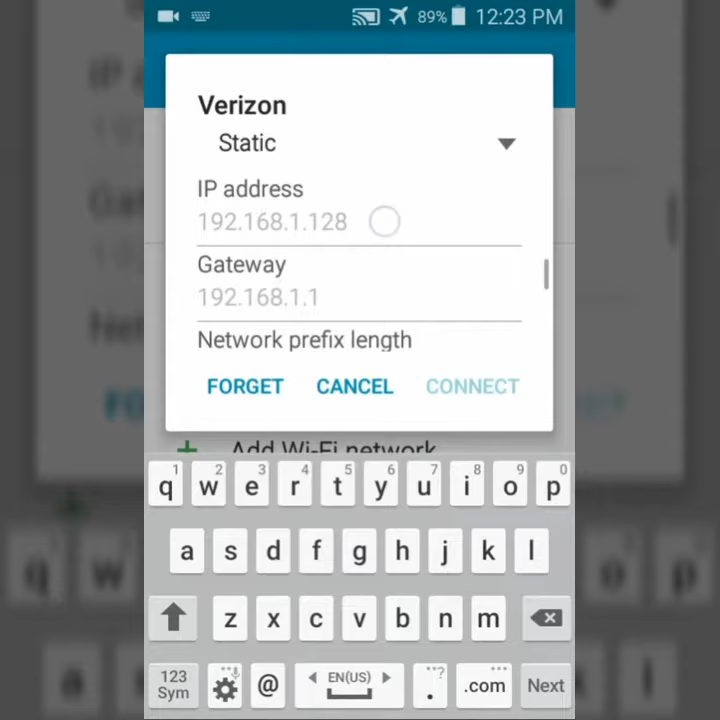 89% 12:23 PM
Verizon
Static
IP address
192.168.1.128
Gateway
192.168.1.1
Network prefix length
FORGET CANCEL CONNECT
Add Wi-Fi network
1 2 3 4 5 6 7 8 9 0
q w e r t y u i o p
a s d f g h j k l
z x c v b n m
123
Sym @ EN(US) . .com Next